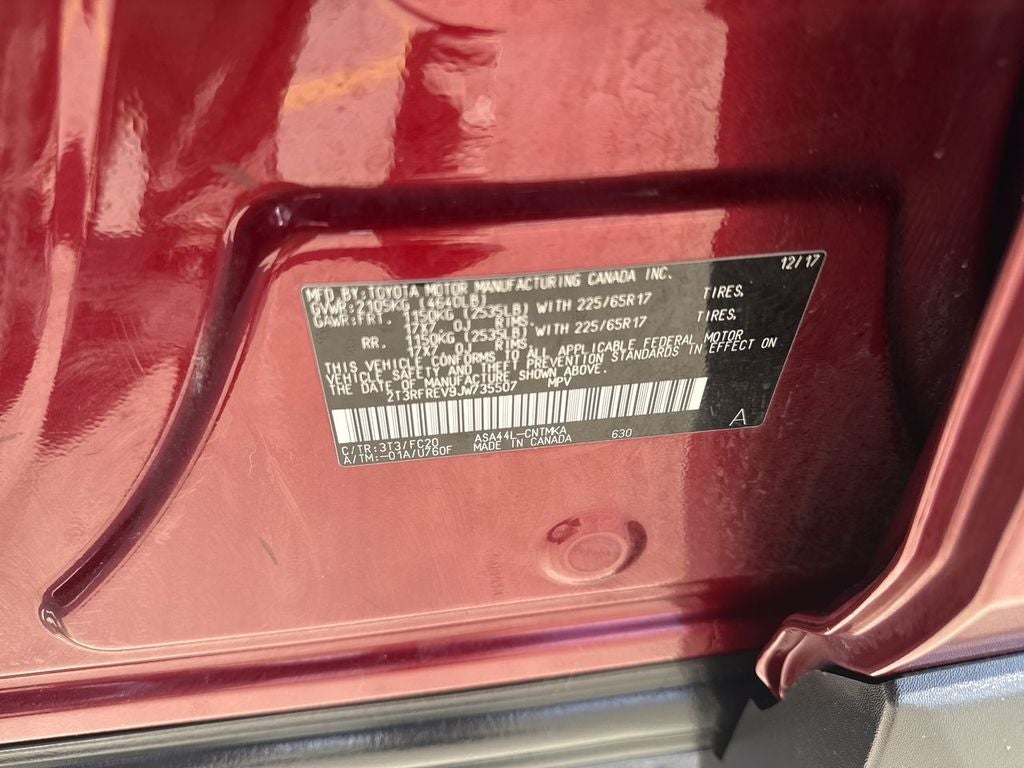 MFD BY: TOYOTA MOTOR MANUFACTURING CANADA INC. 12/17
GVWR: 2105KG (4640LB)
GAWR: FRT. 1150KG (2535LB) WITH 225/65R17 TIRES,
17X7 0J RIMS,
RR. 1150KG (2535LB) WITH 225/65R17 TIRES,
17X7 0J RIMS.
THIS VEHICLE CONFORMS TO ALL APPLICABLE FEDERAL MOTOR
VEHICLE SAFETY AND THEFT PREVENTION STANDARDS IN EFFECT ON
THE DATE OF MANUFACTURE SHOWN ABOVE.
2T3RFREV9JW735507 MPV
C/TR:3T3/FC20 ASA44L-CNTMKA 630 A
A/TM:-01A/U760F MADE IN CANADA